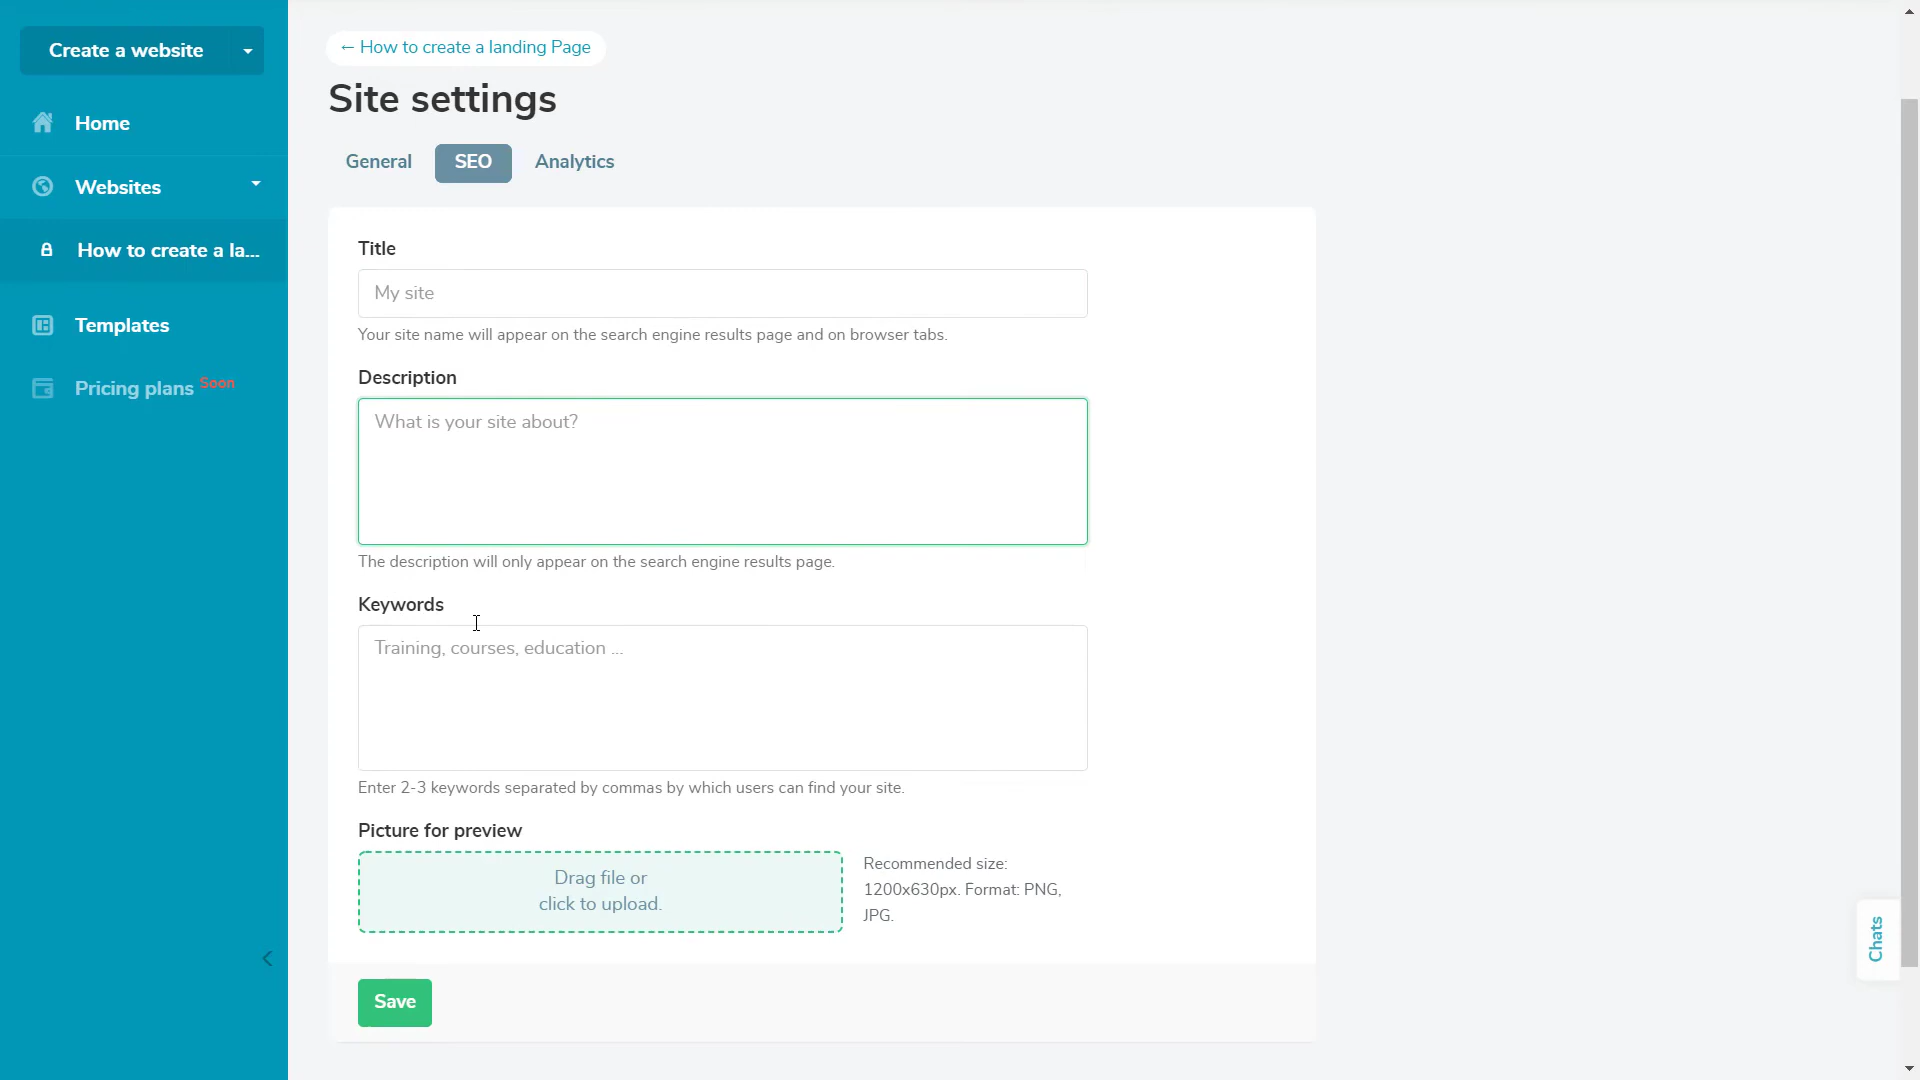 Create a website
Home
Websites
How to create a la...
Templates
Pricing plans Soon
← How to create a landing Page
Site settings
General
SEO
Analytics
Title
My site
Your site name will appear on the search engine results page and on browser tabs.
Description
What is your site about?
The description will only appear on the search engine results page.
Keywords
Training, courses, education ...
Enter 2-3 keywords separated by commas by which users can find your site.
Picture for preview
Drag file or
click to upload.
Recommended size:
1200x630px. Format: PNG,
JPG.
Save
Chats